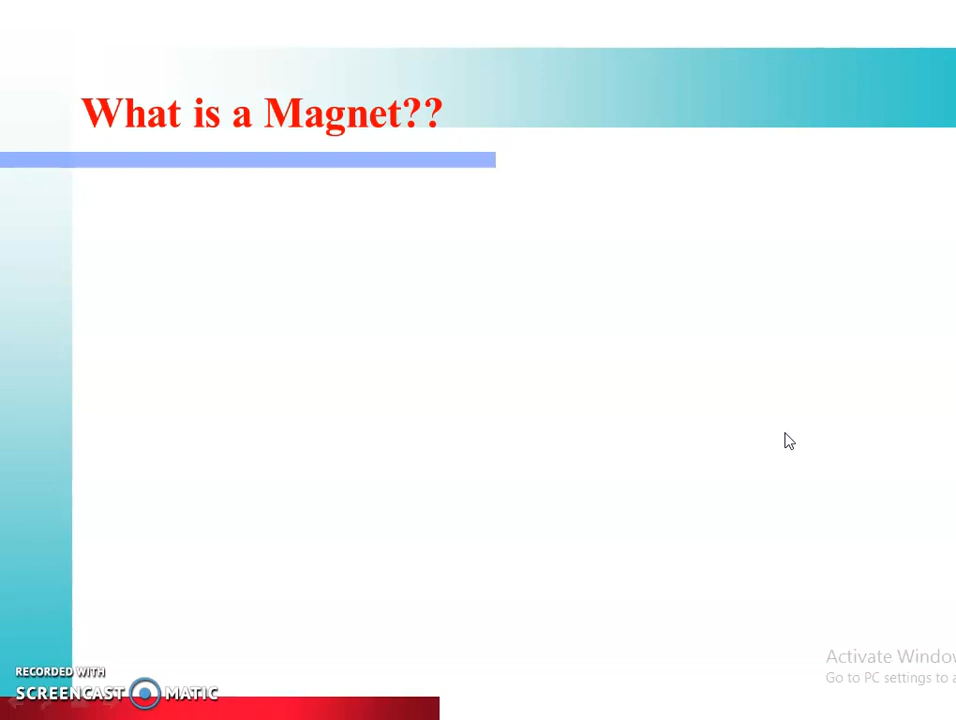 What is a Magnet??
Activate Window
Go to PC settings to a
RECORDED WITH
SCREENCAST MATIC